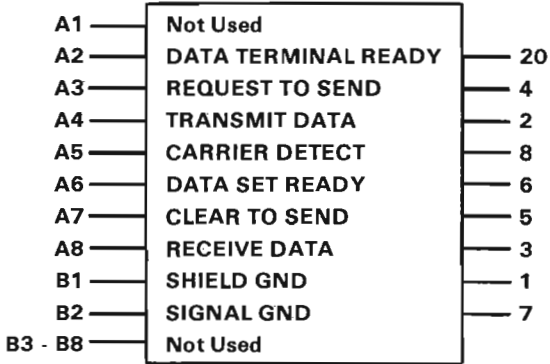 A1 Not Used
A2 DATA TERMINAL READY 20
A3 REQUEST TO SEND 4
A4 TRANSMIT DATA 2
A5 CARRIER DETECT 8
A6 DATA SET READY 6
A7 CLEAR TO SEND 5
A8 RECEIVE DATA 3
B1 SHIELD GND 1
B2 SIGNAL GND 7
B3 - B8 Not Used